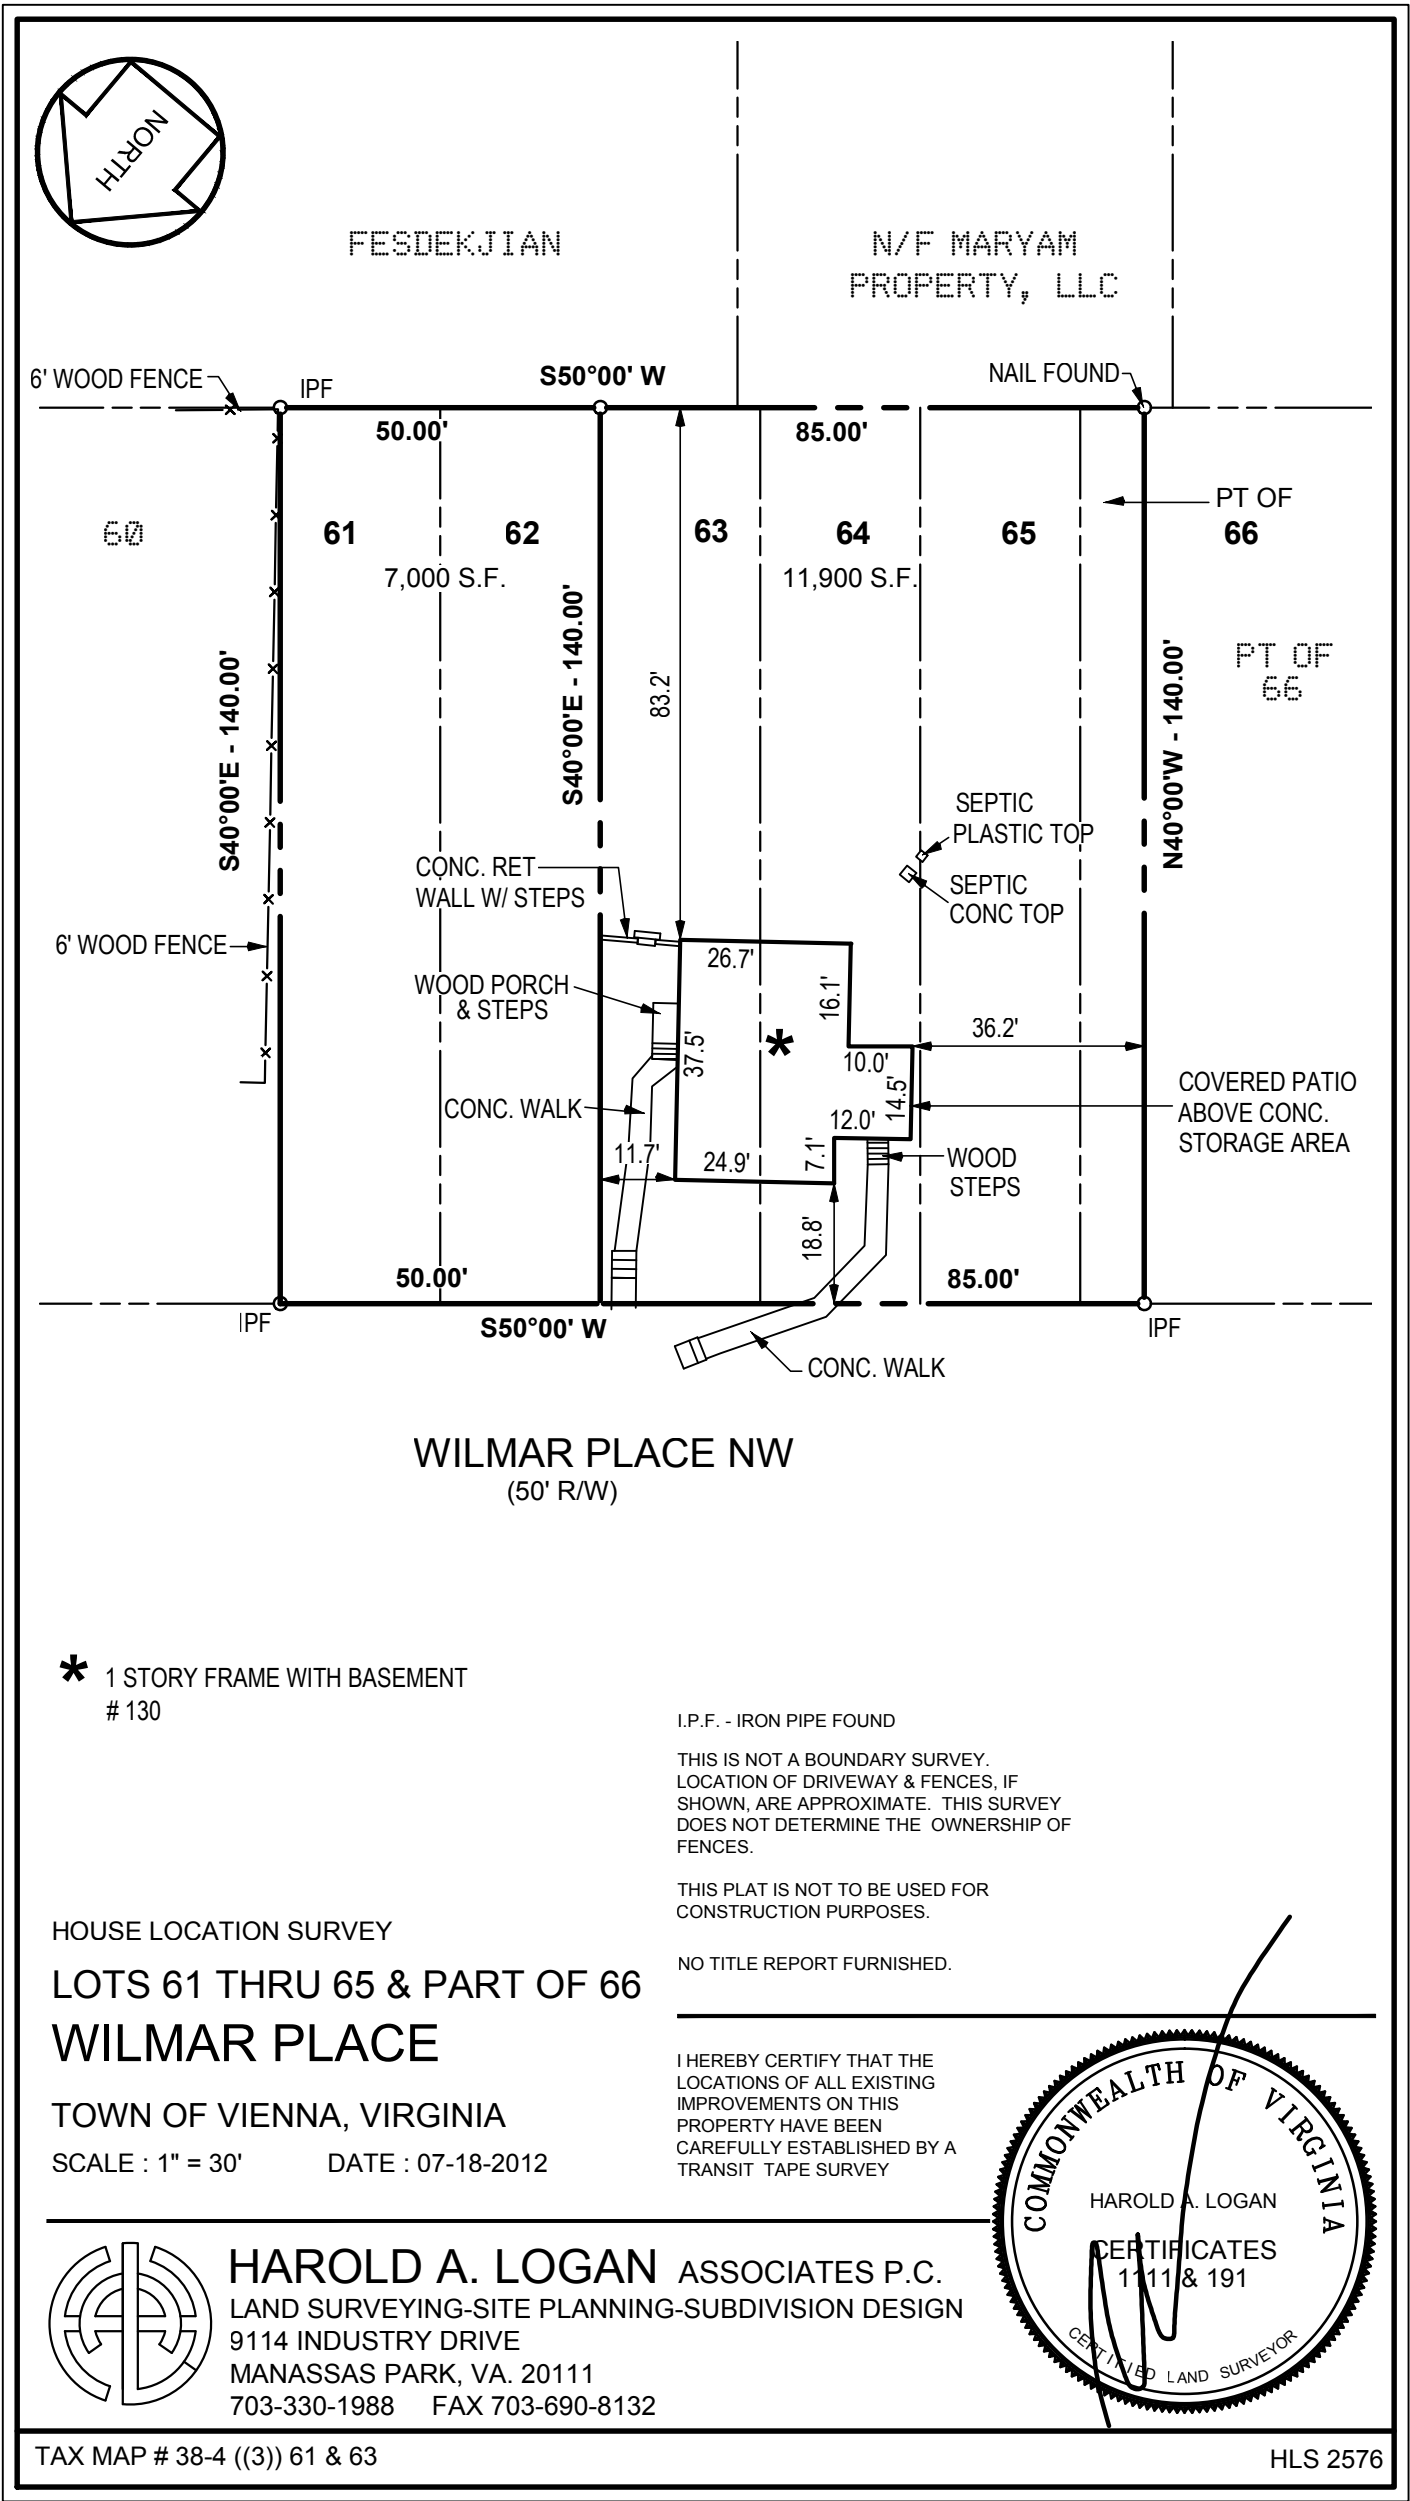 NORTH
FESDEKJIAN
N/F MARYAM
PROPERTY, LLC
6' WOOD FENCE
IPF
S50°00' W
NAIL FOUND
50.00'
85.00'
PT OF
60
61
62
63
64
65
66
7,000 S.F.
11,900 S.F.
S40°00'E - 140.00'
S40°00'E - 140.00'
83.2'
N40°00'W - 140.00'
PT OF
66
SEPTIC
PLASTIC TOP
CONC. RET
WALL W/ STEPS
SEPTIC
CONC TOP
6' WOOD FENCE
26.7'
WOOD PORCH
& STEPS
16.1'
*
36.2'
37.5'
10.0'
COVERED PATIO
ABOVE CONC.
STORAGE AREA
14.5'
CONC. WALK
12.0'
11.7'
24.9'
7.1'
WOOD
STEPS
18.8'
50.00'
85.00'
IPF
S50°00' W
IPF
CONC. WALK
WILMAR PLACE NW
(50' R/W)
* 1 STORY FRAME WITH BASEMENT
# 130
I.P.F. - IRON PIPE FOUND
THIS IS NOT A BOUNDARY SURVEY.
LOCATION OF DRIVEWAY & FENCES, IF
SHOWN, ARE APPROXIMATE. THIS SURVEY
DOES NOT DETERMINE THE OWNERSHIP OF
FENCES.
THIS PLAT IS NOT TO BE USED FOR
CONSTRUCTION PURPOSES.
NO TITLE REPORT FURNISHED.
HOUSE LOCATION SURVEY
LOTS 61 THRU 65 & PART OF 66
WILMAR PLACE
TOWN OF VIENNA, VIRGINIA
SCALE : 1" = 30' DATE : 07-18-2012
I HEREBY CERTIFY THAT THE
LOCATIONS OF ALL EXISTING
IMPROVEMENTS ON THIS
PROPERTY HAVE BEEN
CAREFULLY ESTABLISHED BY A
TRANSIT TAPE SURVEY
COMMONWEALTH OF VIRGINIA
HAROLD A. LOGAN
CERTIFICATES
1111 & 191
CERTIFIED LAND SURVEYOR
HAROLD A. LOGAN ASSOCIATES P.C.
LAND SURVEYING-SITE PLANNING-SUBDIVISION DESIGN
9114 INDUSTRY DRIVE
MANASSAS PARK, VA. 20111
703-330-1988 FAX 703-690-8132
TAX MAP # 38-4 ((3)) 61 & 63
HLS 2576